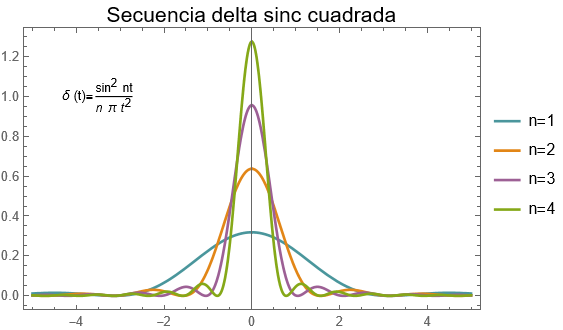 Secuencia delta sinc cuadrada
δ (t)= sin² nt / n π t²
1.2
1.0
0.8
0.6
0.4
0.2
0.0
−4
−2
0
2
4
n=1
n=2
n=3
n=4